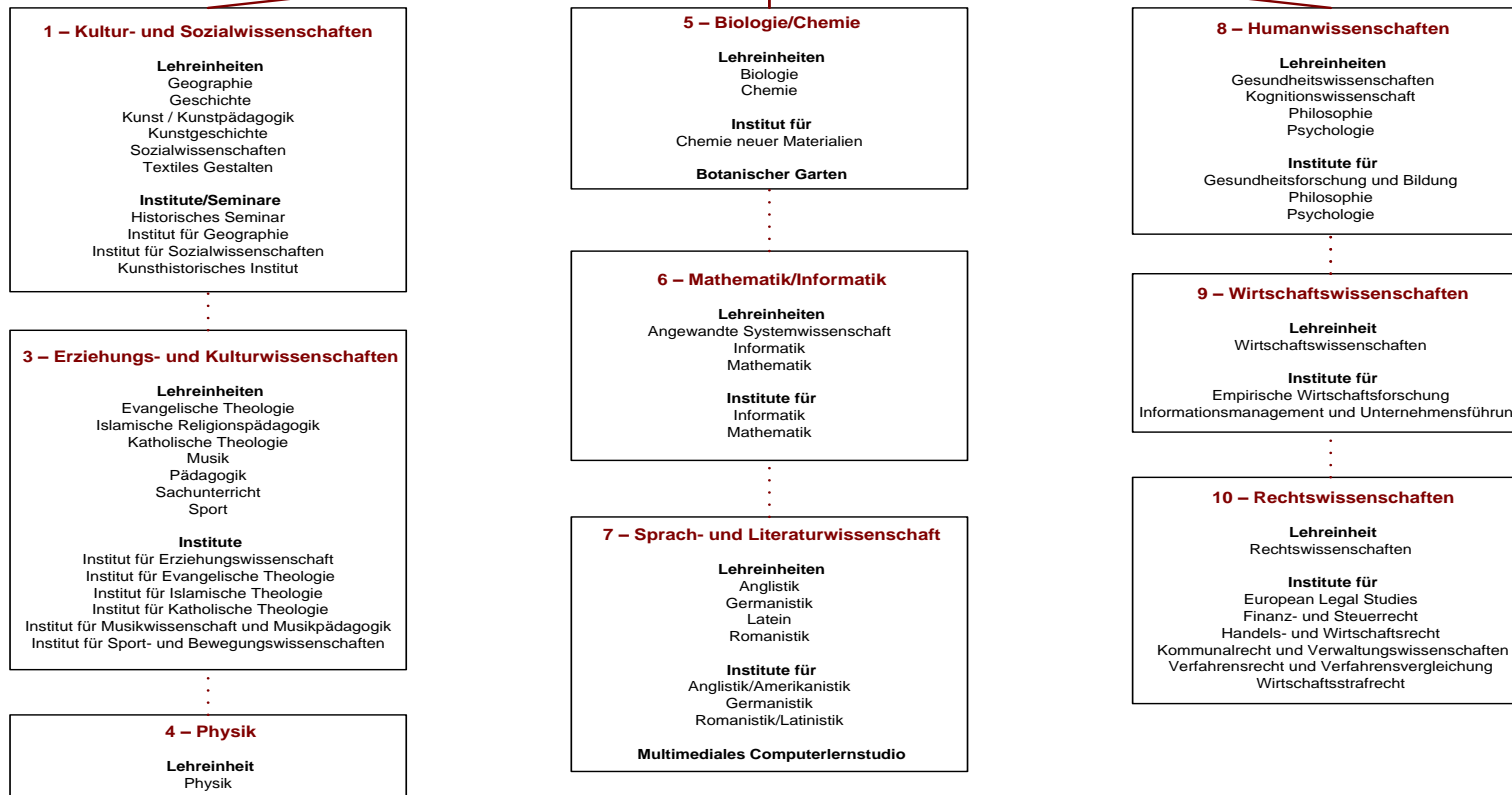 1 – Kultur- und Sozialwissenschaften
Lehreinheiten
Geographie
Geschichte
Kunst / Kunstpädagogik
Kunstgeschichte
Sozialwissenschaften
Textiles Gestalten
Institute/Seminare
Historisches Seminar
Institut für Geographie
Institut für Sozialwissenschaften
Kunsthistorisches Institut
3 – Erziehungs- und Kulturwissenschaften
Lehreinheiten
Evangelische Theologie
Islamische Religionspädagogik
Katholische Theologie
Musik
Pädagogik
Sachunterricht
Sport
Institute
Institut für Erziehungswissenschaft
Institut für Evangelische Theologie
Institut für Islamische Theologie
Institut für Katholische Theologie
Institut für Musikwissenschaft und Musikpädagogik
Institut für Sport- und Bewegungswissenschaften
4 – Physik
Lehreinheit
Physik
5 – Biologie/Chemie
Lehreinheiten
Biologie
Chemie
Institut für
Chemie neuer Materialien
Botanischer Garten
6 – Mathematik/Informatik
Lehreinheiten
Angewandte Systemwissenschaft
Informatik
Mathematik
Institute für
Informatik
Mathematik
7 – Sprach- und Literaturwissenschaft
Lehreinheiten
Anglistik
Germanistik
Latein
Romanistik
Institute für
Anglistik/Amerikanistik
Germanistik
Romanistik/Latinistik
Multimediales Computerlernstudio
8 – Humanwissenschaften
Lehreinheiten
Gesundheitswissenschaften
Kognitionswissenschaft
Philosophie
Psychologie
Institute für
Gesundheitsforschung und Bildung
Philosophie
Psychologie
9 – Wirtschaftswissenschaften
Lehreinheit
Wirtschaftswissenschaften
Institute für
Empirische Wirtschaftsforschung
Informationsmanagement und Unternehmensführun
10 – Rechtswissenschaften
Lehreinheit
Rechtswissenschaften
Institute für
European Legal Studies
Finanz- und Steuerrecht
Handels- und Wirtschaftsrecht
Kommunalrecht und Verwaltungswissenschaften
Verfahrensrecht und Verfahrensvergleichung
Wirtschaftsstrafrecht